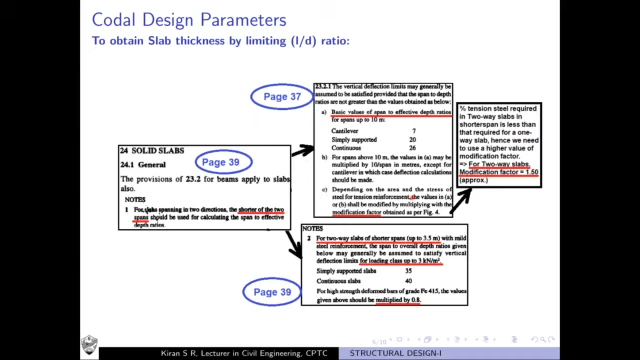 Codal Design Parameters
To obtain Slab thickness by limiting (l/d) ratio:
Page 37
23.2.1 The vertical deflection limits may generally be
assumed to be satisfied provided that the span to depth
ratios are not greater than the values obtained as below:
a) Basic values of span to effective depth ratios
for spans up to 10 m:
Cantilever 7
Simply supported 20
Continuous 26
b) For spans above 10 m, the values in (a) may be
multiplied by 10/span in metres, except for
cantilever in which case deflection calculations
should be made.
c) Depending on the area and the stress of
steel for tension reinforcement, the values in (a)
or (b) shall be modified by multiplying with the
modification factor obtained as per Fig. 4.
% tension steel required
in Two-way slabs in
shorterspan is less than
that required for a one-
way slab, hence we need
to use a higher value of
modification factor.
=> For Two-way slabs,
Modification factor = 1.50
(approx.)
24 SOLID SLABS
24.1 General
Page 39
The provisions of 23.2 for beams apply to slabs
also.
NOTES
1 For slabs spanning in two directions, the shorter of the two
spans should be used for calculating the span to effective
depth ratios.
NOTES
2 For two-way slabs of shorter spans (up to 3.5 m) with mild
steel reinforcement, the span to overall depth ratios given
below may generally be assumed to satisfy vertical
deflection limits for loading class up to 3 kN/m².
Simply supported slabs 35
Continuous slabs 40
For high strength deformed bars of grade Fe 415, the values
given above should be multiplied by 0.8.
Page 39
Kiran S R, Lecturer in Civil Engineering, CPTC
STRUCTURAL DESIGN-I